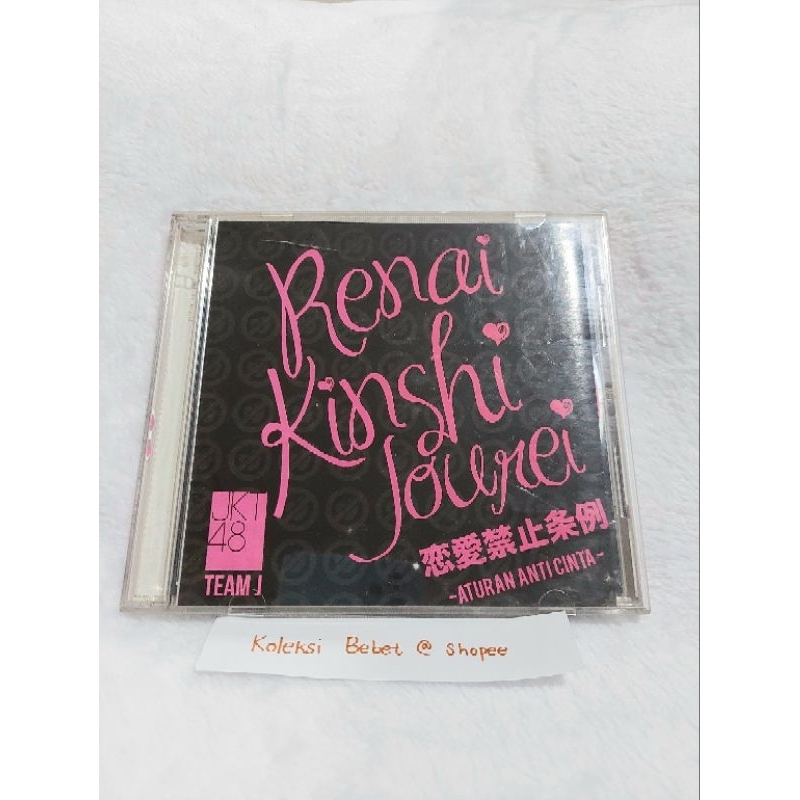 Renai
Kinshi
Jourei
恋愛禁止条例
-ATURAN ANTI CINTA-
JKT
48
TEAM J
Koleksi Bebet @ Shopee